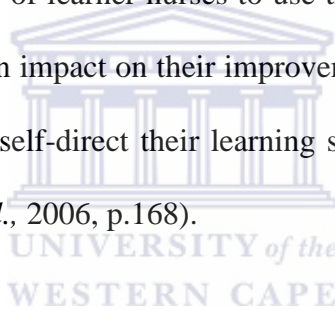 of learner nurses to use t
n impact on their improver
self-direct their learning s
d., 2006, p.168).
UNIVERSITY of the
WESTERN CAPE